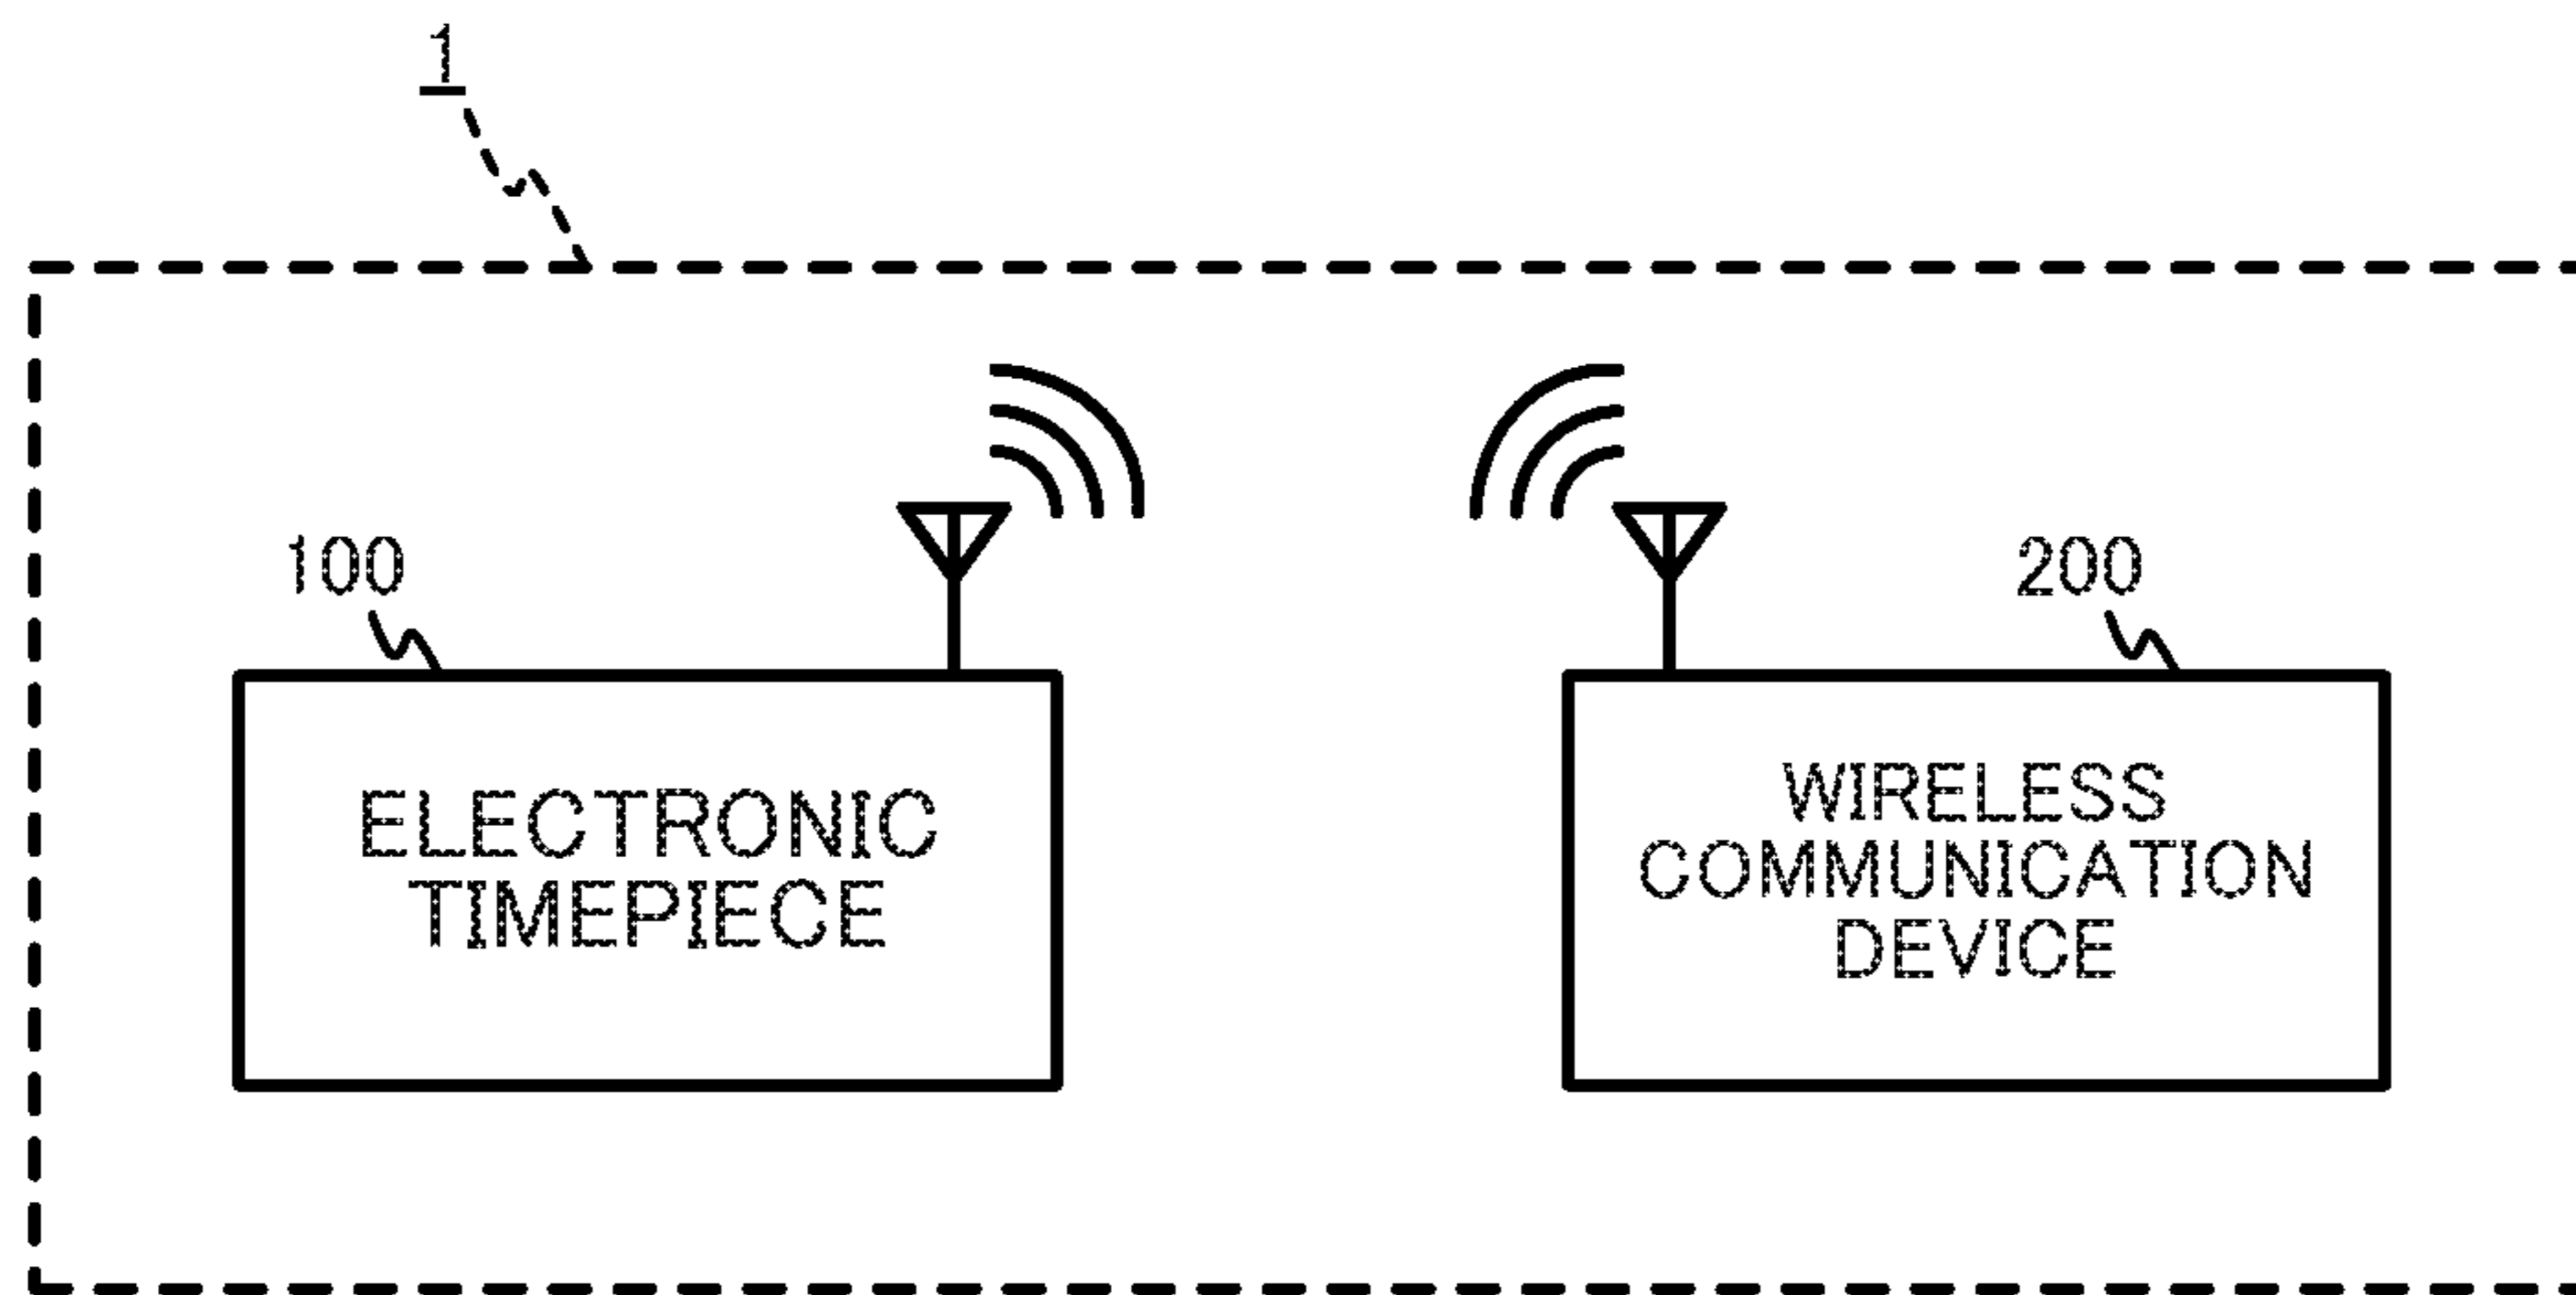 1
100
200
ELECTRONIC
TIMEPIECE
WIRELESS
COMMUNICATION
DEVICE